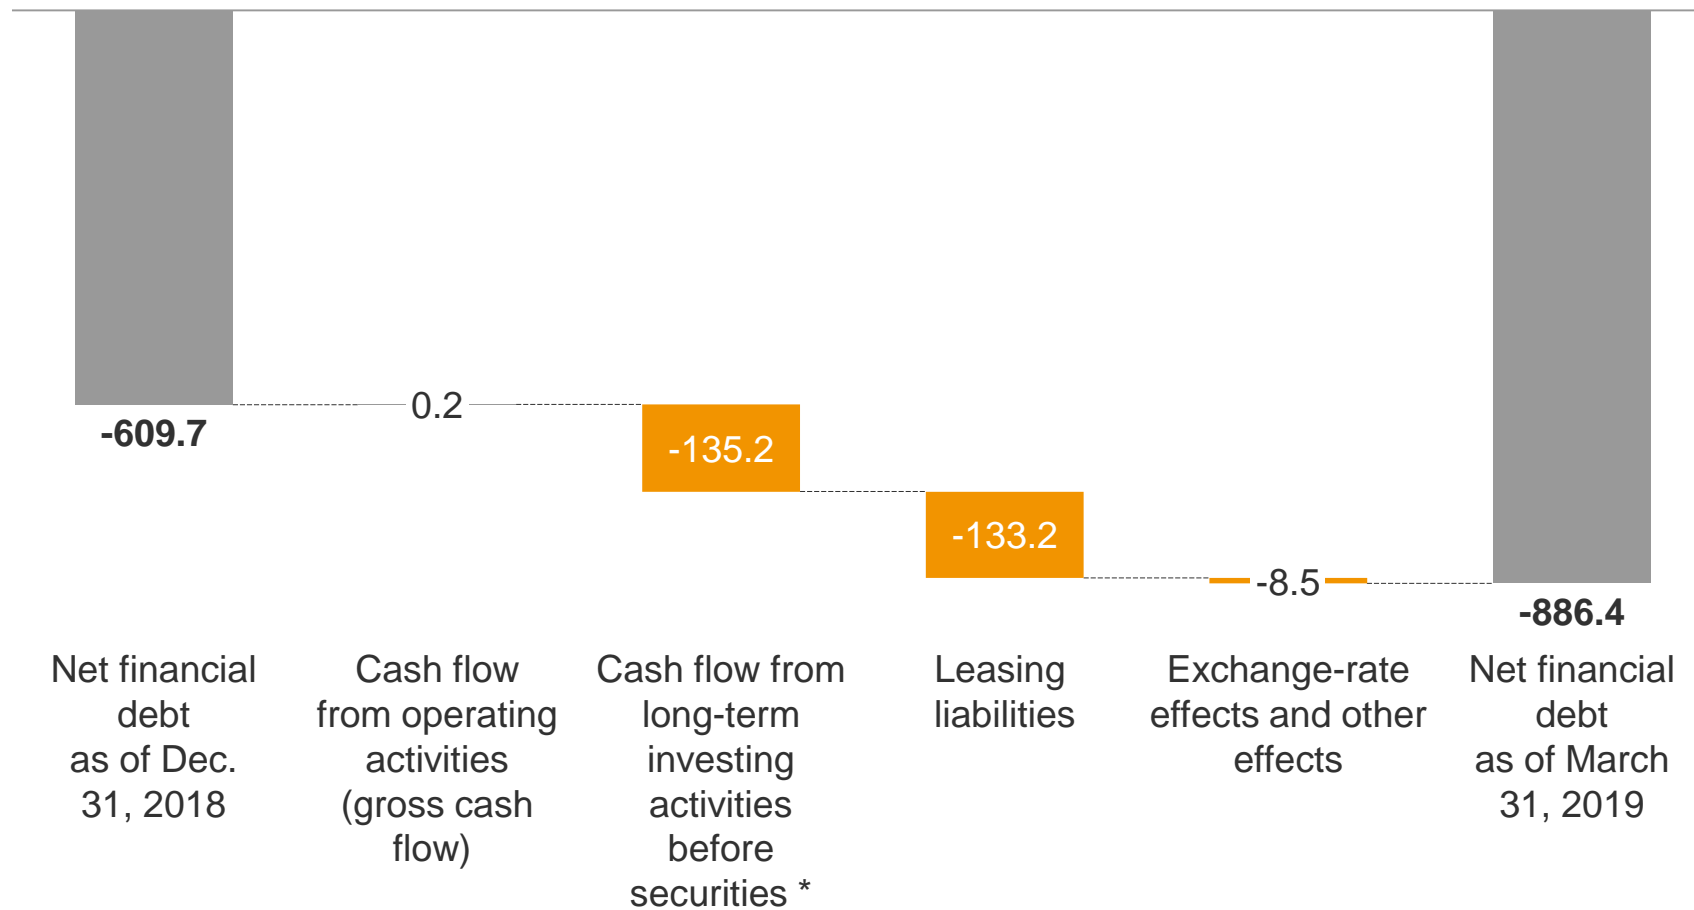 0.2
-609.7
-135.2
-133.2
-8.5
-886.4
Net financial
debt
as of Dec.
31, 2018
Cash flow
from operating
activities
(gross cash
flow)
Cash flow from
long-term
investing
activities
before
securities *
Leasing
liabilities
Exchange-rate
effects and other
effects
Net financial
debt
as of March
31, 2019